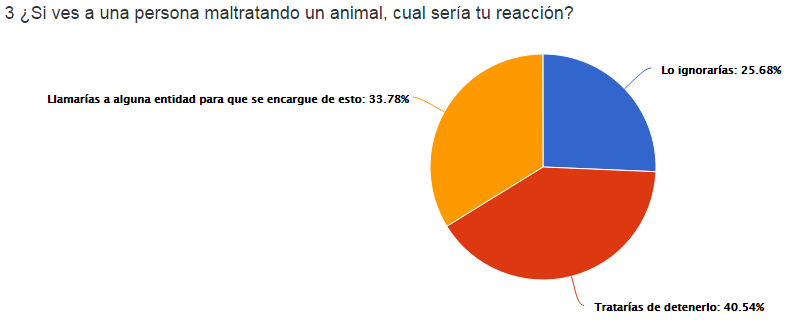 3 ¿Si ves a una persona maltratando un animal, cual sería tu reacción?
Lo ignorarías: 25.68%
Llamarías a alguna entidad para que se encargue de esto: 33.78%
Tratarías de detenerlo: 40.54%